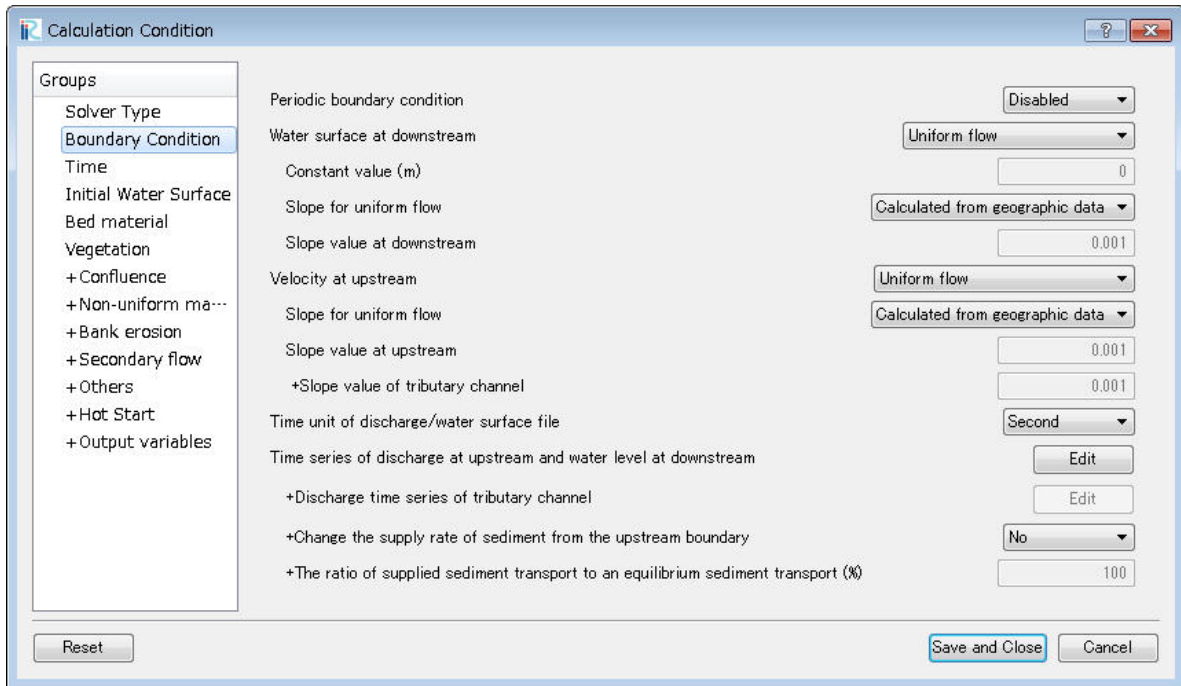 iRiC Calculation Condition
Groups
Solver Type
Boundary Condition
Time
Initial Water Surface
Bed material
Vegetation
+Confluence
+Non-uniform ma…
+Bank erosion
+Secondary flow
+Others
+Hot Start
+Output variables
Periodic boundary condition Disabled
Water surface at downstream Uniform flow
Constant value (m) 0
Slope for uniform flow Calculated from geographic data
Slope value at downstream 0.001
Velocity at upstream Uniform flow
Slope for uniform flow Calculated from geographic data
Slope value at upstream 0.001
+Slope value of tributary channel 0.001
Time unit of discharge/water surface file Second
Time series of discharge at upstream and water level at downstream Edit
+Discharge time series of tributary channel Edit
+Change the supply rate of sediment from the upstream boundary No
+The ratio of supplied sediment transport to an equilibrium sediment transport (%) 100
Reset Save and Close Cancel